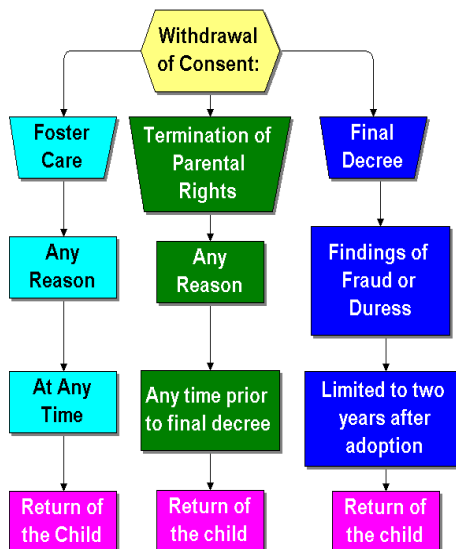 Withdrawal
of Consent:
Foster
Care
Any
Reason
At Any
Time
Return of
the Child
Termination of
Parental
Rights
Any
Reason
Any time prior
to final decree
Return of
the child
Final
Decree
Findings of
Fraud or
Duress
Limited to two
years after
adoption
Return of
the child